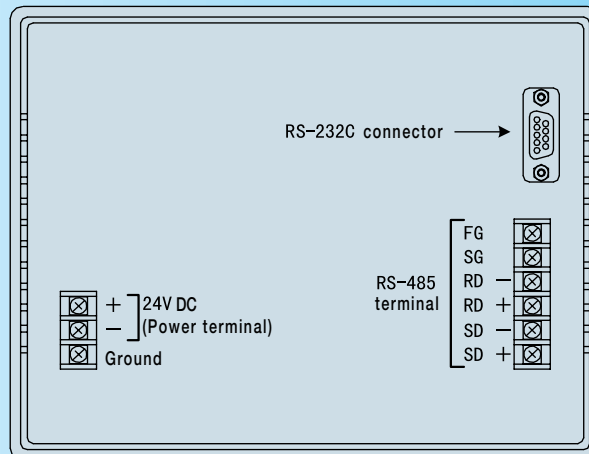 RS-232C connector
FG
SG
RS-485 terminal
RD −
RD +
SD −
SD +
+ 24V DC
− (Power terminal)
Ground